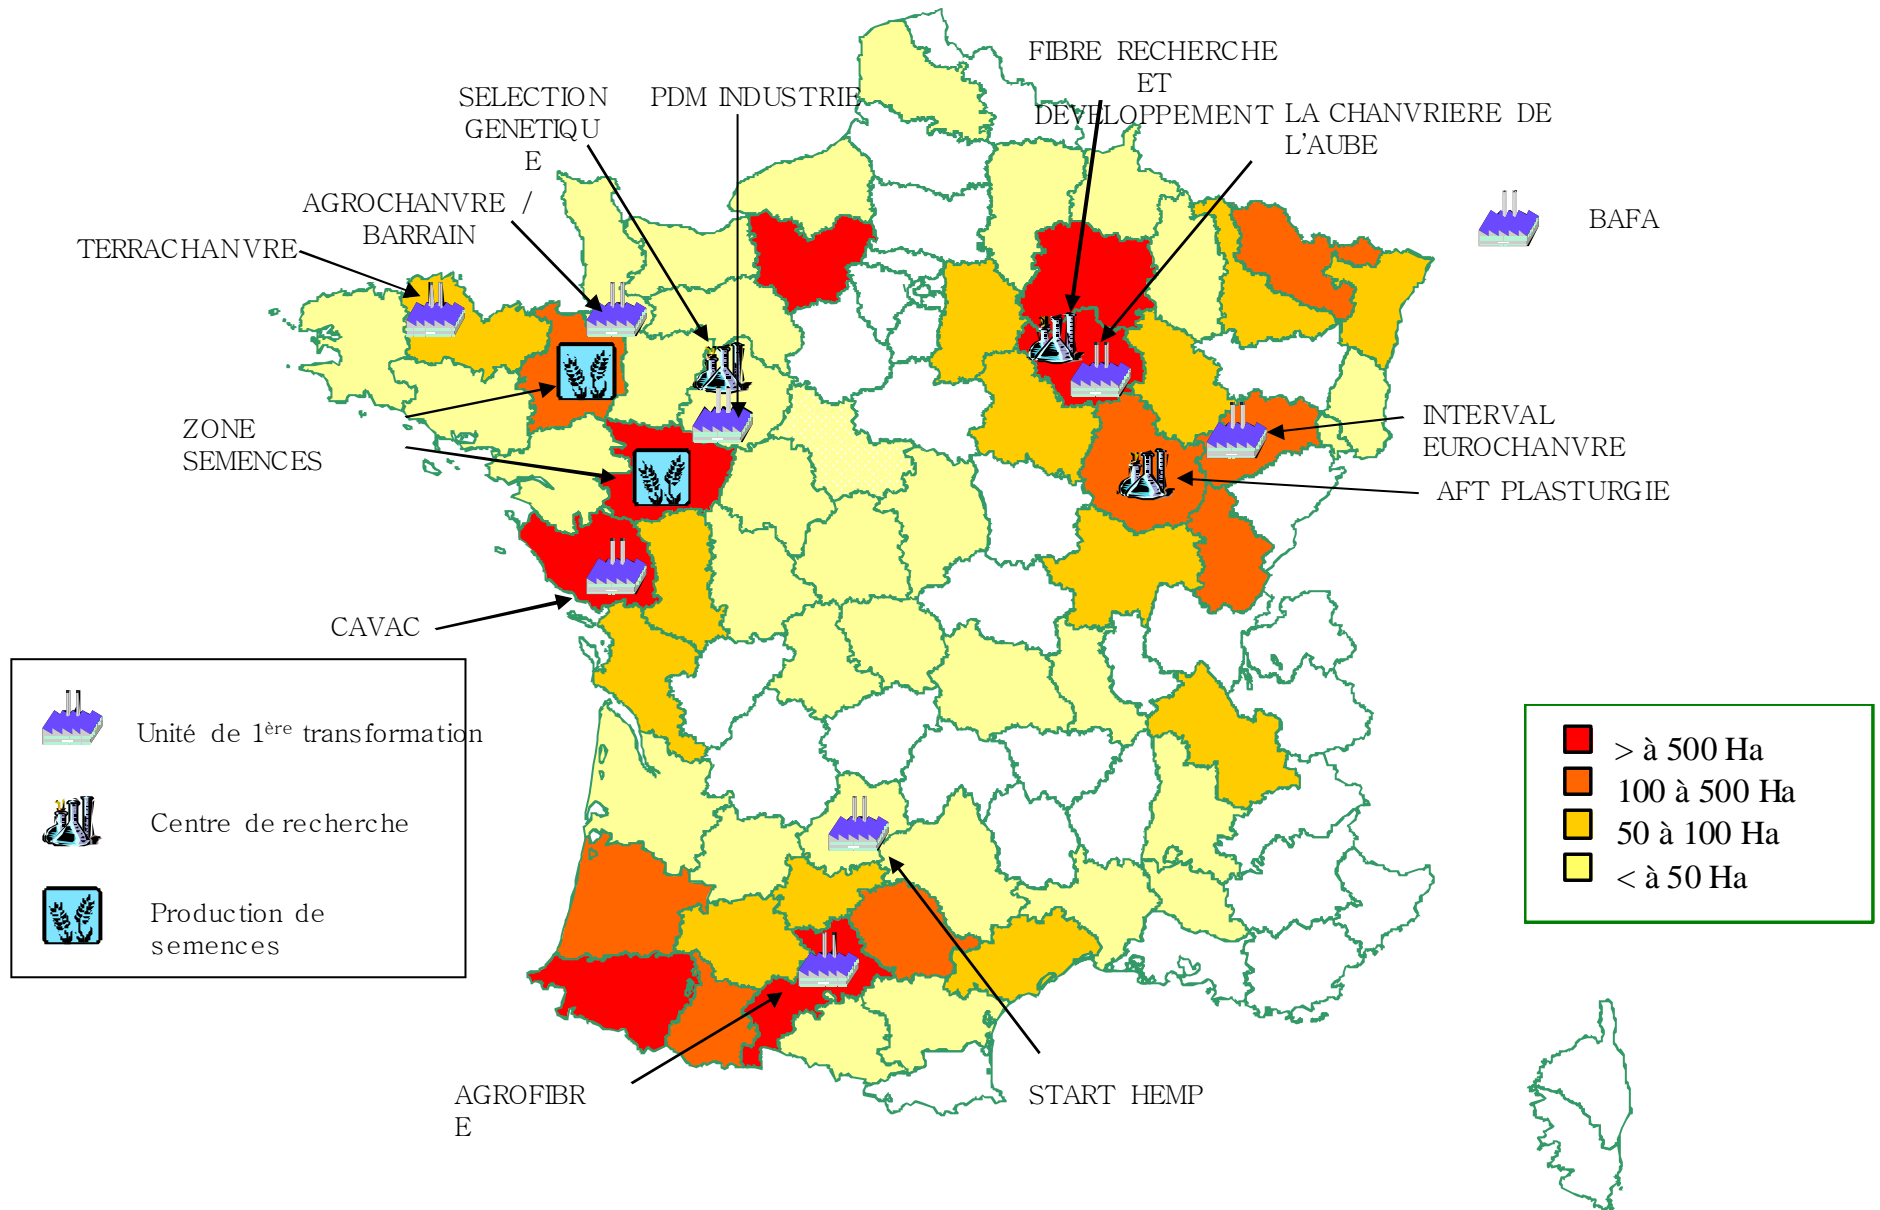 FIBRE RECHERCHE
ET
DEVELOPPEMENT
SELECTION
GENETIQU
E
PDM INDUSTRIE
LA CHANVRIERE DE
L'AUBE
AGROCHANVRE /
BARRAIN
TERRACHANVRE
BAFA
ZONE
SEMENCES
INTERVAL
EUROCHANVRE
AFT PLASTURGIE
CAVAC
Unité de 1ère transformation
Centre de recherche
Production de
semences
> à 500 Ha
100 à 500 Ha
50 à 100 Ha
< à 50 Ha
AGROFIBR
E
START HEMP